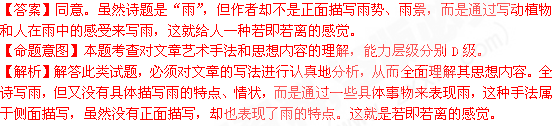 【答案】同意。虽然诗题是“雨”，但作者却不是正面描写雨势、雨景，而是通过写动植物
和人在雨中的感受来写雨，这就给人一种若即若离的感觉。
【命题意图】本题考查对文章艺术手法和思想内容的理解，能力层级分别 D 级。
【解析】解答此类试题，必须对文章的写法进行认真地分析，从而全面理解其思想内容。全
诗写雨，但又没有具体描写雨的特点、情状，而是通过一些具体事物来表现雨，这种手法属
于侧面描写，虽然没有正面描写，却也表现了雨的特点。这就是若即若离的感觉。